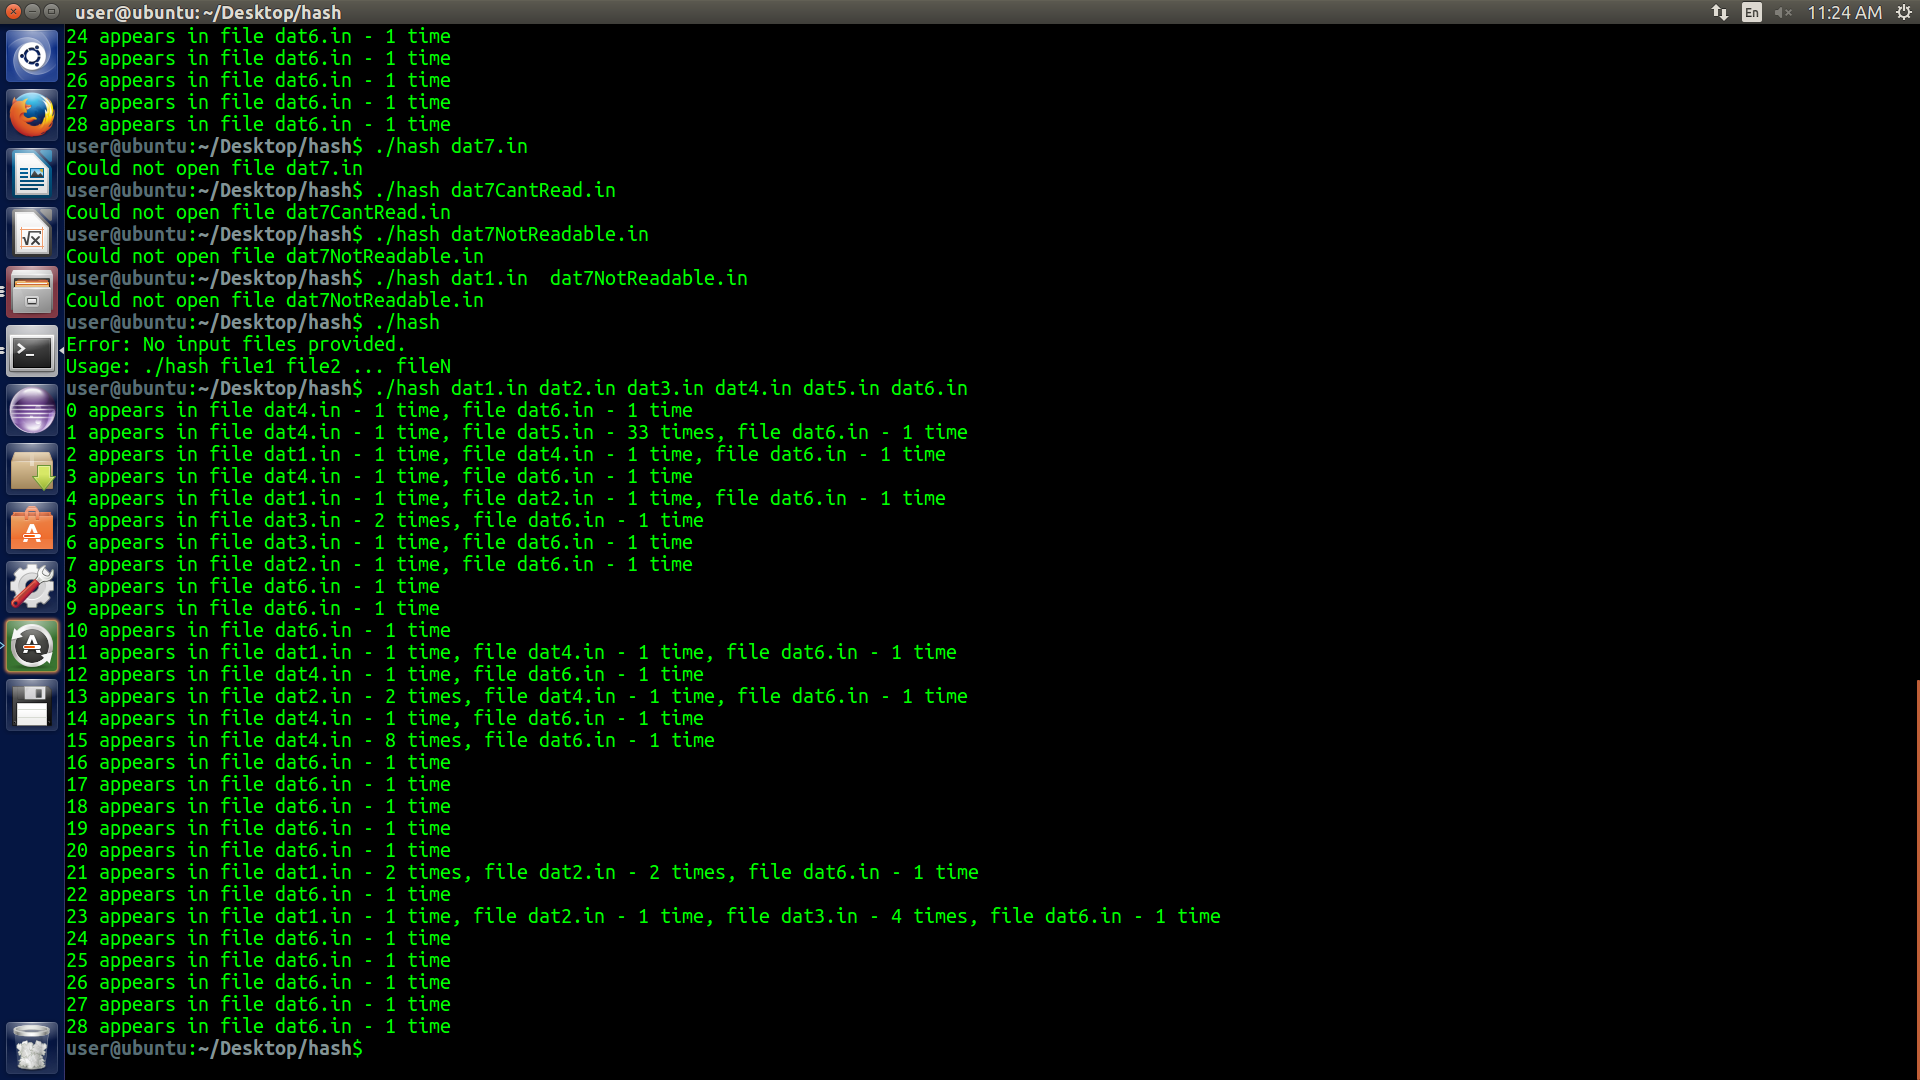 user@ubuntu: ~/Desktop/hash
En
11:24 AM
24 appears in file dat6.in - 1 time
25 appears in file dat6.in - 1 time
26 appears in file dat6.in - 1 time
27 appears in file dat6.in - 1 time
28 appears in file dat6.in - 1 time
user@ubuntu:~/Desktop/hash$ ./hash dat7.in
Could not open file dat7.in
user@ubuntu:~/Desktop/hash$ ./hash dat7CantRead.in
Could not open file dat7CantRead.in
user@ubuntu:~/Desktop/hash$ ./hash dat7NotReadable.in
Could not open file dat7NotReadable.in
user@ubuntu:~/Desktop/hash$ ./hash dat1.in  dat7NotReadable.in
Could not open file dat7NotReadable.in
user@ubuntu:~/Desktop/hash$ ./hash
Error: No input files provided.
Usage: ./hash file1 file2 ... fileN
user@ubuntu:~/Desktop/hash$ ./hash dat1.in dat2.in dat3.in dat4.in dat5.in dat6.in
0 appears in file dat4.in - 1 time, file dat6.in - 1 time
1 appears in file dat4.in - 1 time, file dat5.in - 33 times, file dat6.in - 1 time
2 appears in file dat1.in - 1 time, file dat4.in - 1 time, file dat6.in - 1 time
3 appears in file dat4.in - 1 time, file dat6.in - 1 time
4 appears in file dat1.in - 1 time, file dat2.in - 1 time, file dat6.in - 1 time
5 appears in file dat3.in - 2 times, file dat6.in - 1 time
6 appears in file dat3.in - 1 time, file dat6.in - 1 time
7 appears in file dat2.in - 1 time, file dat6.in - 1 time
8 appears in file dat6.in - 1 time
9 appears in file dat6.in - 1 time
10 appears in file dat6.in - 1 time
11 appears in file dat1.in - 1 time, file dat4.in - 1 time, file dat6.in - 1 time
12 appears in file dat4.in - 1 time, file dat6.in - 1 time
13 appears in file dat2.in - 2 times, file dat4.in - 1 time, file dat6.in - 1 time
14 appears in file dat4.in - 1 time, file dat6.in - 1 time
15 appears in file dat4.in - 8 times, file dat6.in - 1 time
16 appears in file dat6.in - 1 time
17 appears in file dat6.in - 1 time
18 appears in file dat6.in - 1 time
19 appears in file dat6.in - 1 time
20 appears in file dat6.in - 1 time
21 appears in file dat1.in - 2 times, file dat2.in - 2 times, file dat6.in - 1 time
22 appears in file dat6.in - 1 time
23 appears in file dat1.in - 1 time, file dat2.in - 1 time, file dat3.in - 4 times, file dat6.in - 1 time
24 appears in file dat6.in - 1 time
25 appears in file dat6.in - 1 time
26 appears in file dat6.in - 1 time
27 appears in file dat6.in - 1 time
28 appears in file dat6.in - 1 time
user@ubuntu:~/Desktop/hash$